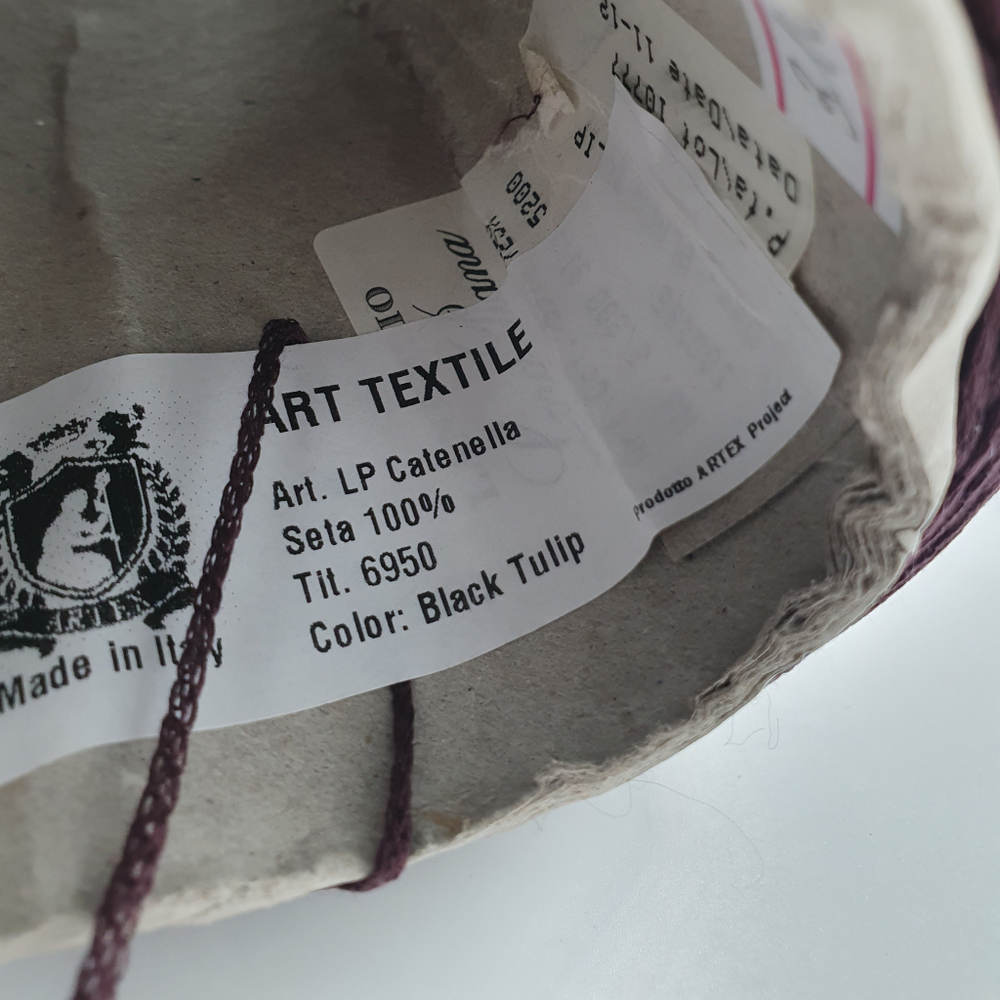 ART TEXTILE
Art. LP Catenella
Seta 100%
Tit. 6950
Color: Black Tulip
Made in Italy
prodotto ARTEX Project
P.ta\Lot 10777
Data\Date 11-12
5200